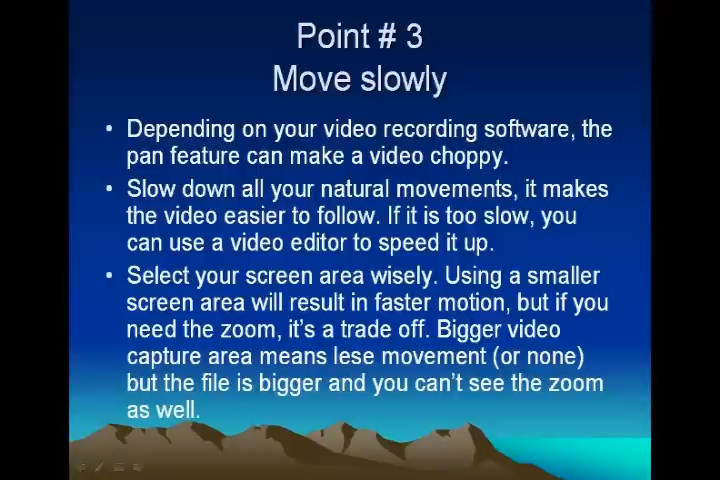 Point # 3
Move slowly
• Depending on your video recording software, the
pan feature can make a video choppy.
• Slow down all your natural movements, it makes
the video easier to follow. If it is too slow, you
can use a video editor to speed it up.
• Select your screen area wisely. Using a smaller
screen area will result in faster motion, but if you
need the zoom, it's a trade off. Bigger video
capture area means lese movement (or none)
but the file is bigger and you can't see the zoom
as well.